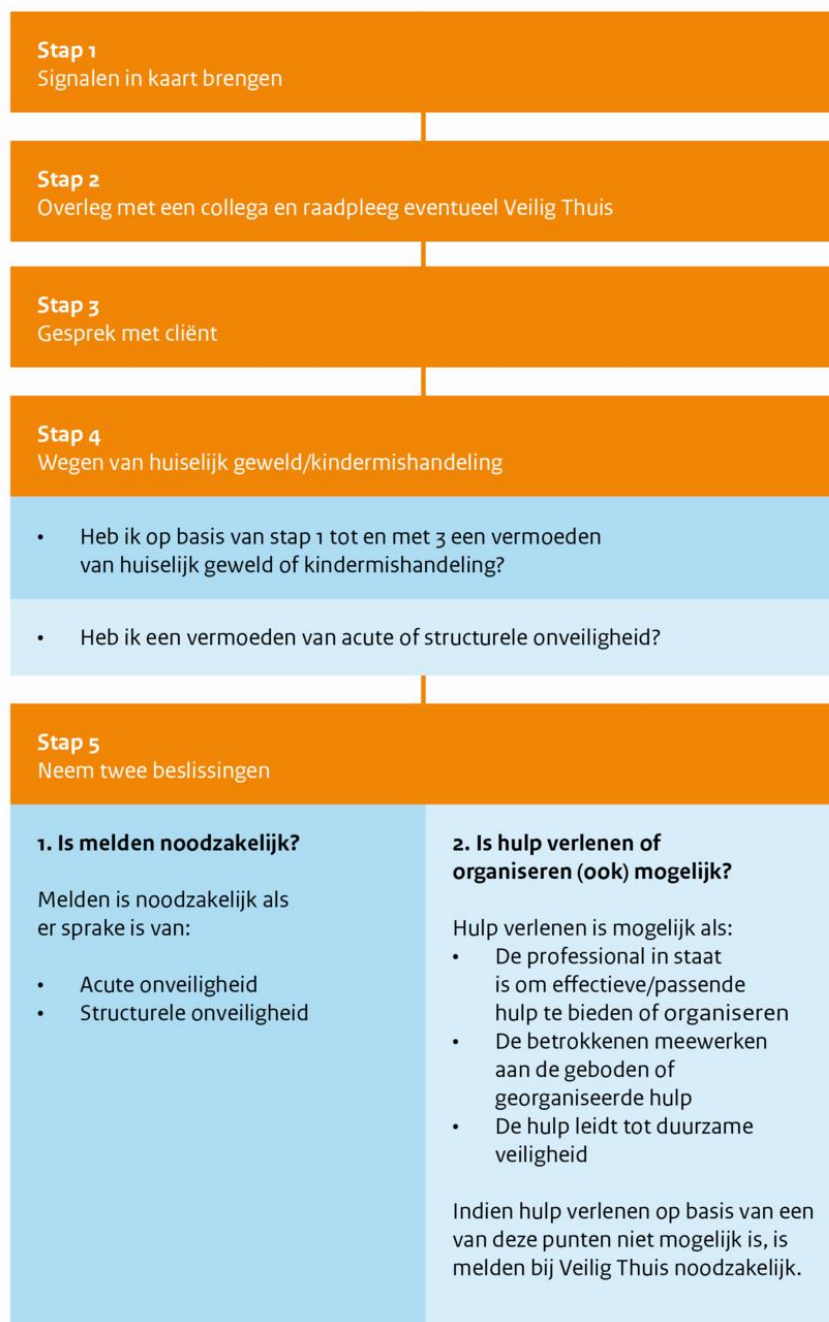 Stap 1
Signalen in kaart brengen
Stap 2
Overleg met een collega en raadpleeg eventueel Veilig Thuis
Stap 3
Gesprek met cliënt
Stap 4
Wegen van huiselijk geweld/kindermishandeling
• Heb ik op basis van stap 1 tot en met 3 een vermoeden
van huiselijk geweld of kindermishandeling?
• Heb ik een vermoeden van acute of structurele onveiligheid?
Stap 5
Neem twee beslissingen
1. Is melden noodzakelijk?
Melden is noodzakelijk als
er sprake is van:
• Acute onveiligheid
• Structurele onveiligheid
2. Is hulp verlenen of
organiseren (ook) mogelijk?
Hulp verlenen is mogelijk als:
• De professional in staat
is om effectieve/passende
hulp te bieden of organiseren
• De betrokkenen meewerken
aan de geboden of
georganiseerde hulp
• De hulp leidt tot duurzame
veiligheid
Indien hulp verlenen op basis van een
van deze punten niet mogelijk is, is
melden bij Veilig Thuis noodzakelijk.